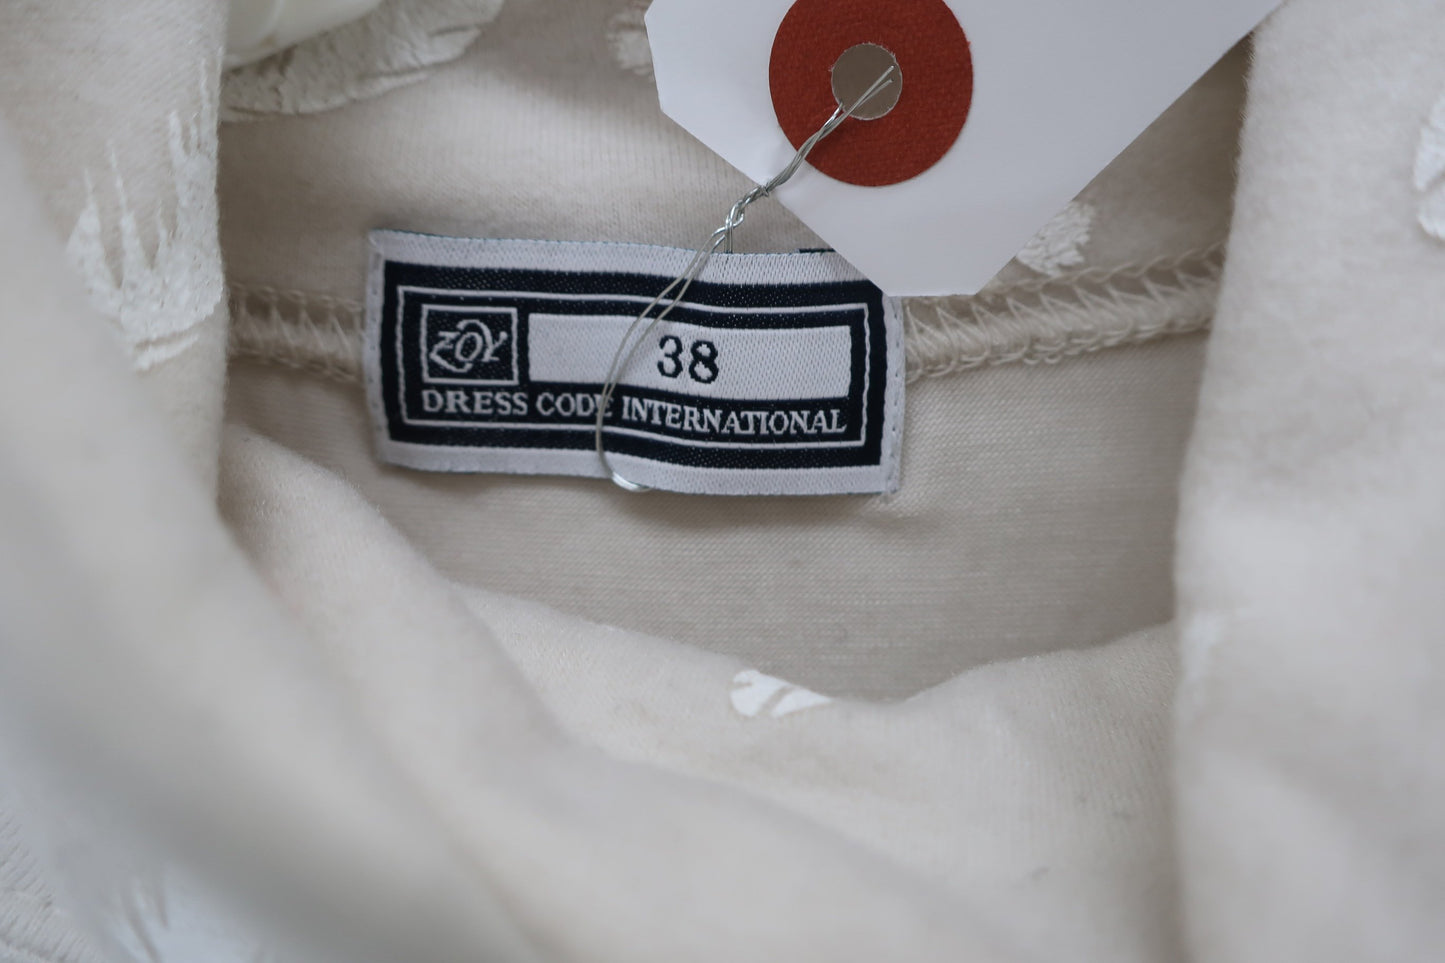 ZOY
38
DRESS CODE INTERNATIONAL